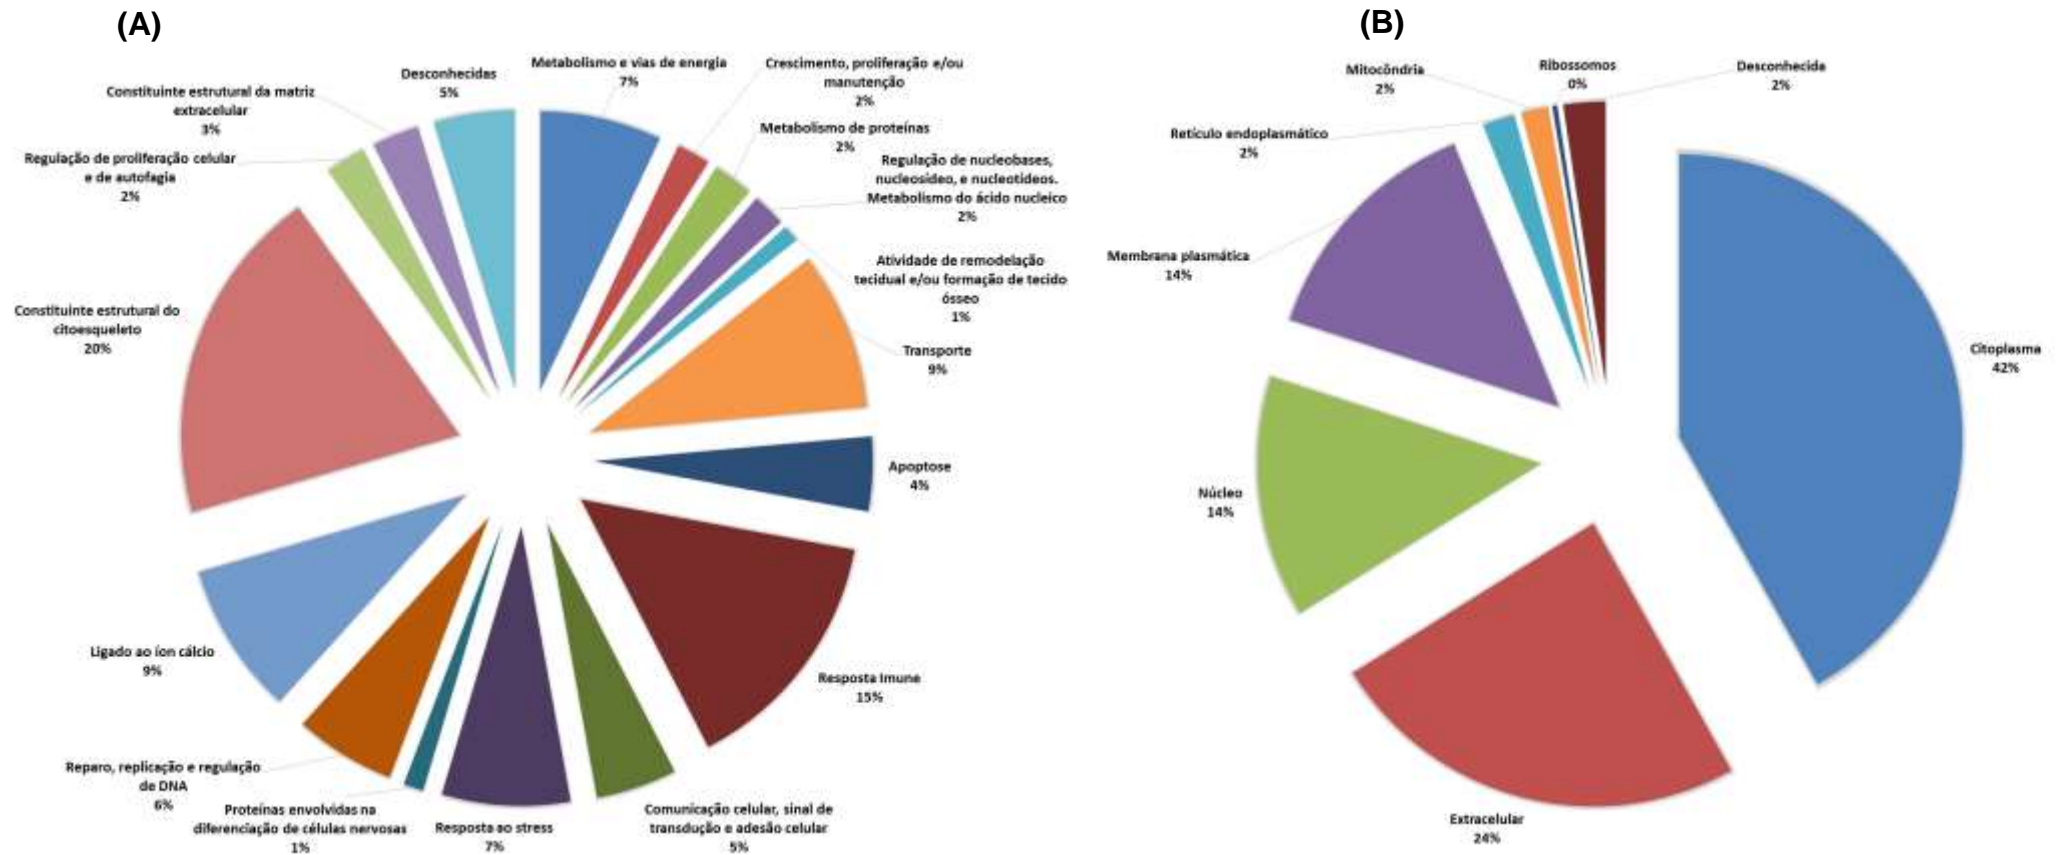 (A)
Metabolismo e vias de energia
7%
Crescimento, proliferação e/ou
manutenção
2%
Metabolismo de proteínas
2%
Regulação de nucleobases,
nucleosídeo, e nucleotídeos.
Metabolismo do ácido nucleico
2%
Atividade de remodelação
tecidual e/ou formação de tecido
ósseo
1%
Transporte
9%
Apoptose
4%
Resposta Imune
15%
Comunicação celular, sinal de
transdução e adesão celular
5%
Resposta ao stress
7%
Proteínas envolvidas na
diferenciação de células nervosas
1%
Reparo, replicação e regulação
de DNA
6%
Ligado ao íon cálcio
9%
Constituinte estrutural do
citoesqueleto
20%
Regulação de proliferação celular
e de autofagia
2%
Constituinte estrutural da matriz
extracelular
3%
Desconhecidas
5%
(B)
Citoplasma
42%
Extracelular
24%
Núcleo
14%
Membrana plasmática
14%
Retículo endoplasmático
2%
Mitocôndria
2%
Ribossomos
0%
Desconhecida
2%